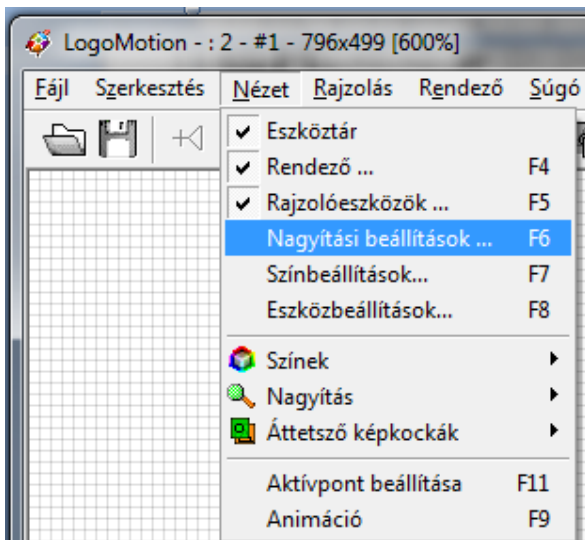 LogoMotion - : 2 - #1 - 796x499 [600%]
Fájl Szerkesztés Nézet Rajzolás Rendező Súgó
Eszköztár
Rendező ... F4
Rajzolóeszközök ... F5
Nagyítási beállítások ... F6
Színbeállítások... F7
Eszközbeállítások... F8
Színek
Nagyítás
Áttetsző képkockák
Aktívpont beállítása F11
Animáció F9